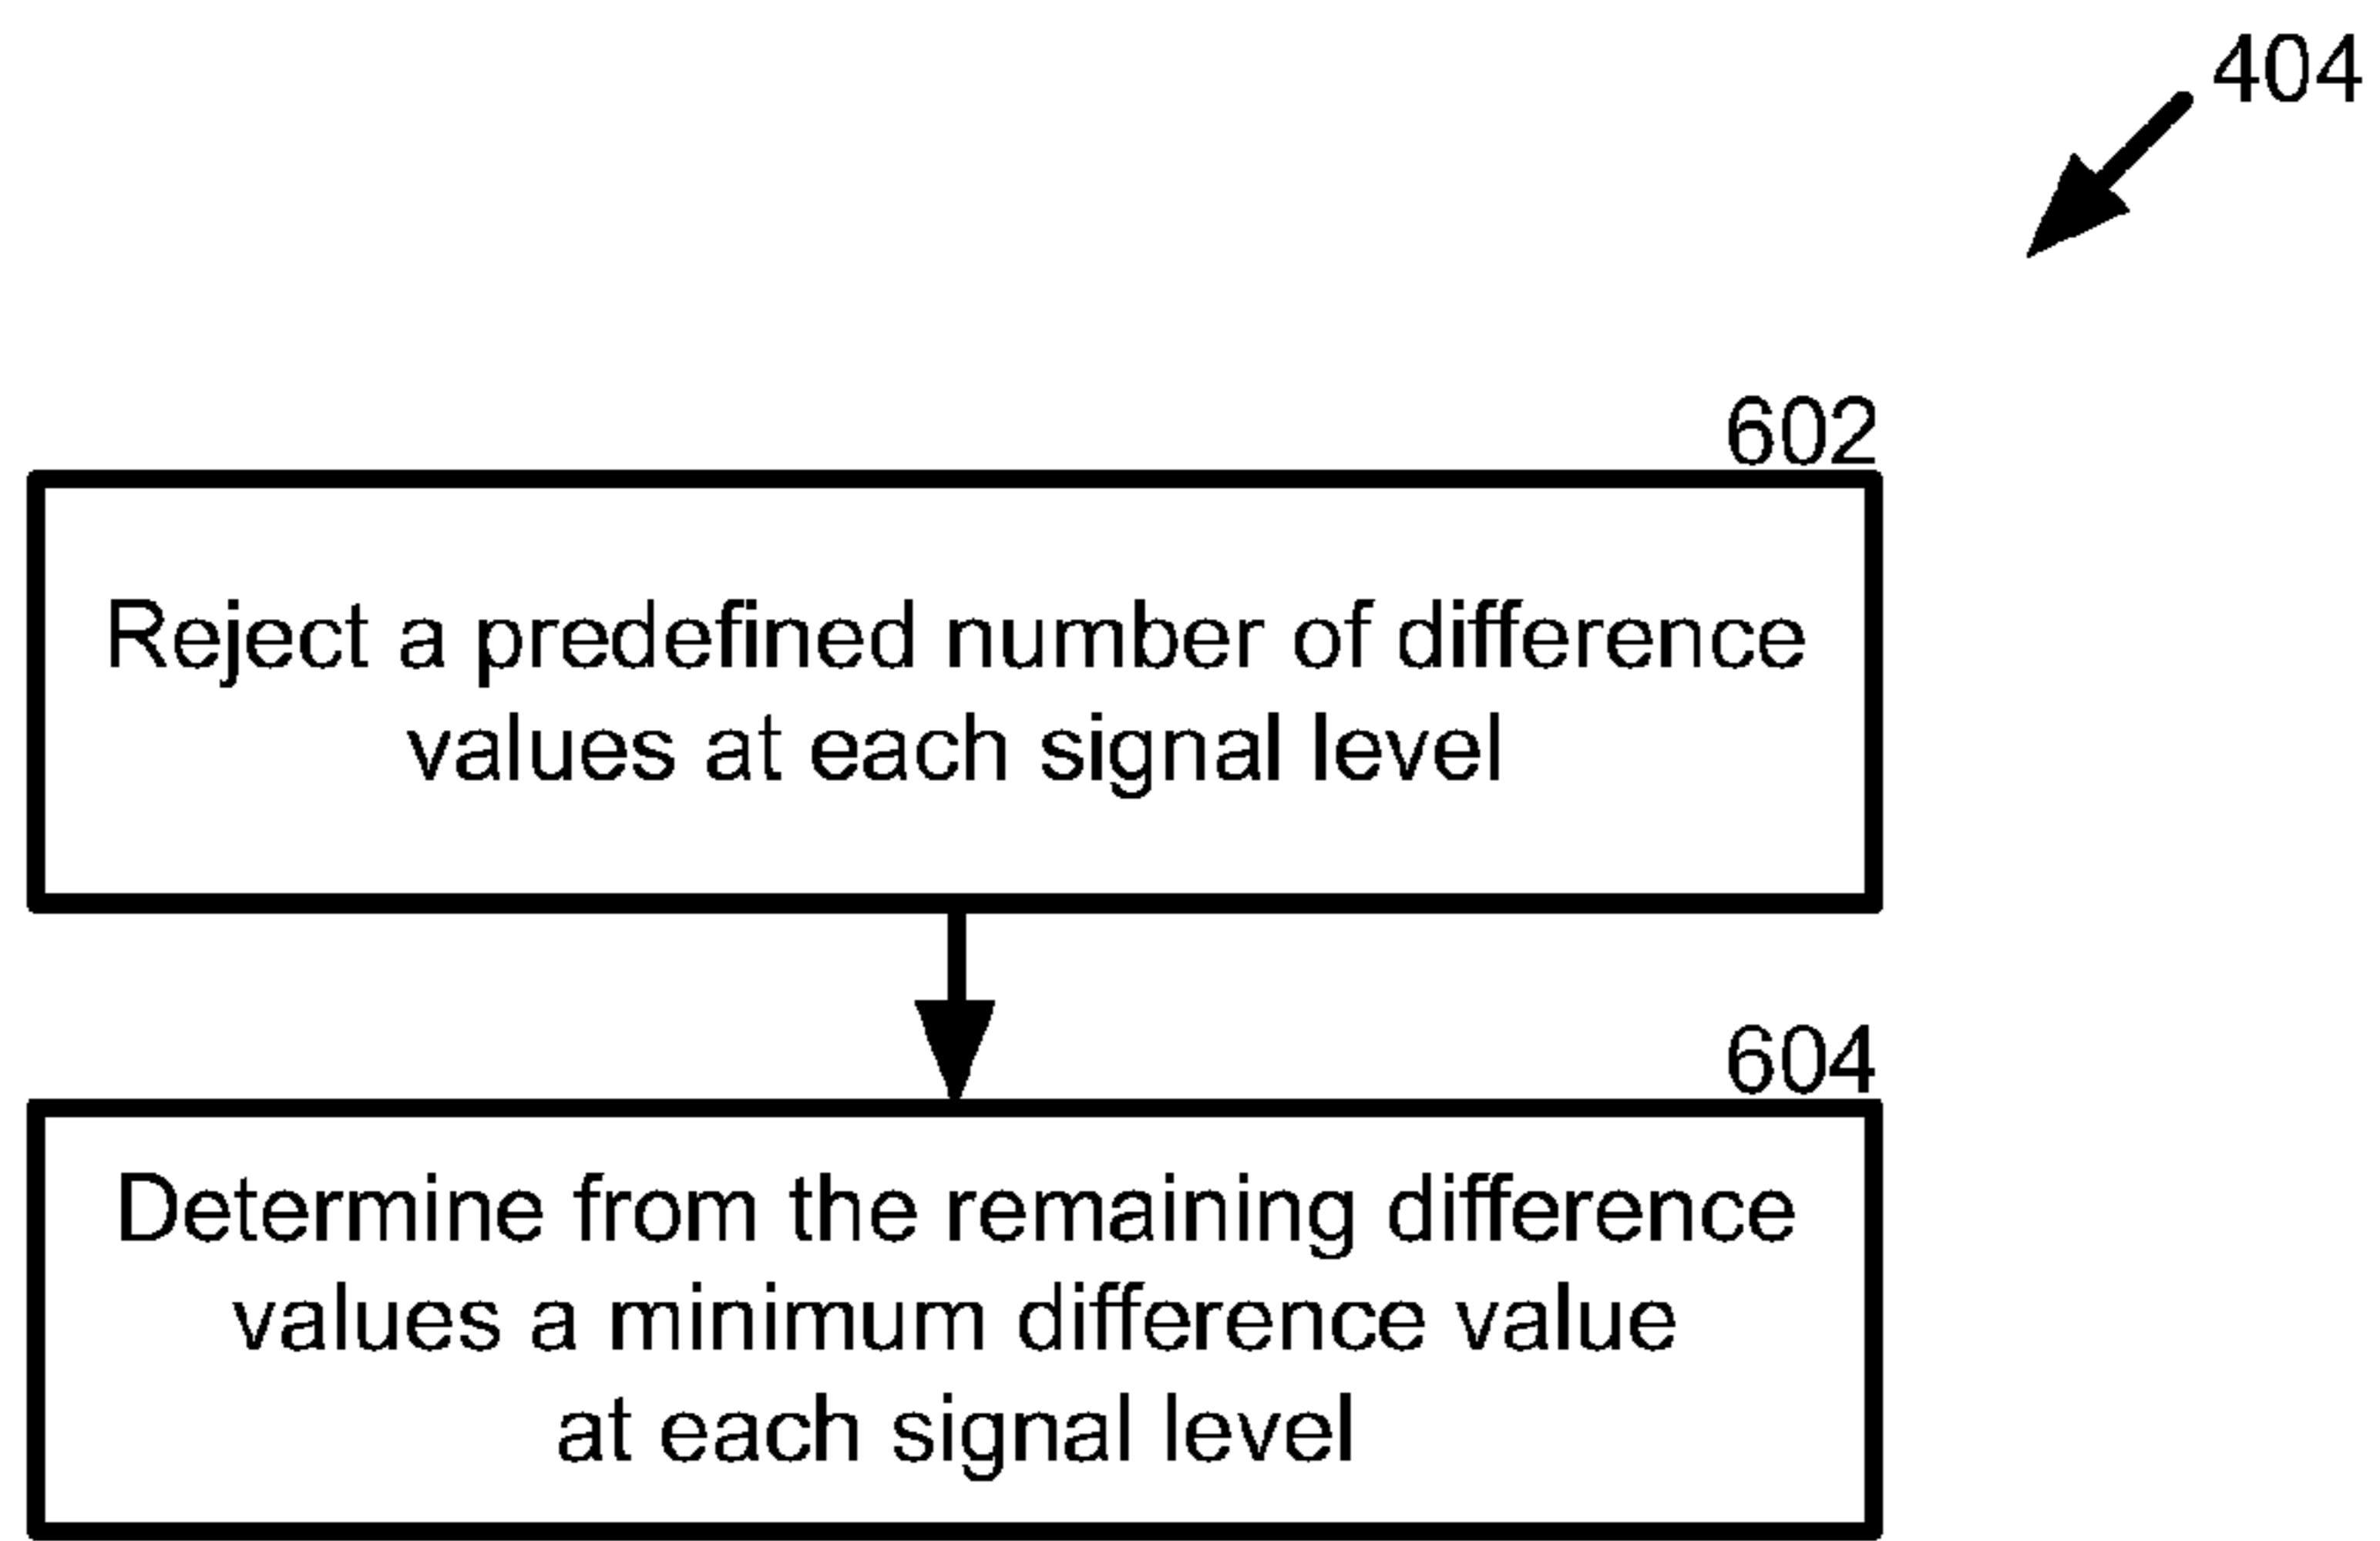 404
602
Reject a predefined number of difference
values at each signal level
604
Determine from the remaining difference
values a minimum difference value
at each signal level